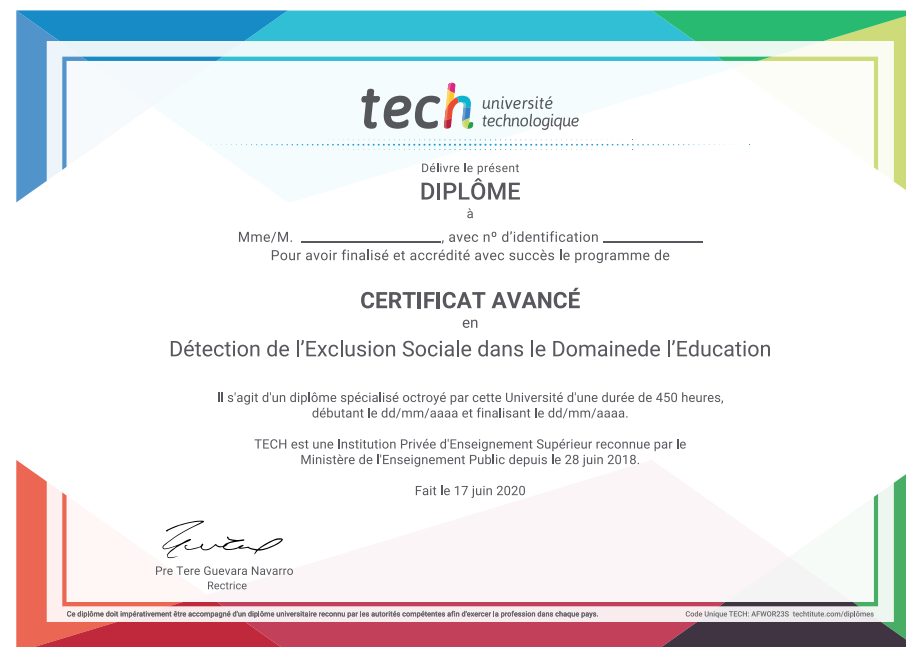 tech université
technologique
Délivre le présent
DIPLÔME
à
Mme/M. ____________________, avec nº d'identification ______________
Pour avoir finalisé et accrédité avec succès le programme de
CERTIFICAT AVANCÉ
en
Détection de l'Exclusion Sociale dans le Domainede l'Education
Il s'agit d'un diplôme spécialisé octroyé par cette Université d'une durée de 450 heures,
débutant le dd/mm/aaaa et finalisant le dd/mm/aaaa.
TECH est une Institution Privée d'Enseignement Supérieur reconnue par le
Ministère de l'Enseignement Public depuis le 28 juin 2018.
Fait le 17 juin 2020
Pre Tere Guevara Navarro
Rectrice
Ce diplôme doit impérativement être accompagné d'un diplôme universitaire reconnu par les autorités compétentes afin d'exercer la profession dans chaque pays.
Code Unique TECH: AFWOR23S techtitute.com/diplômes